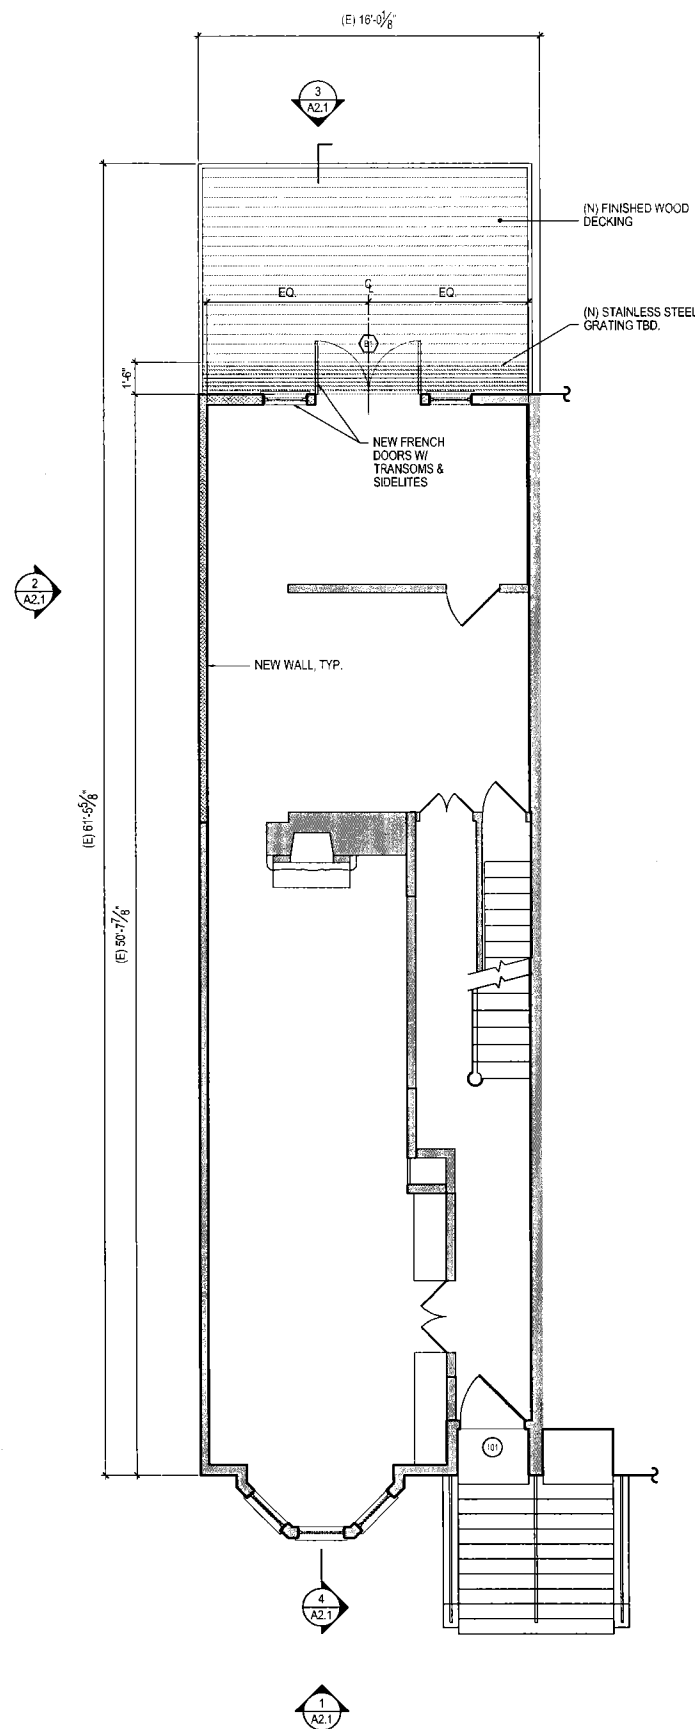 (E) 16'-0⅛"
3
A2.1
(N) FINISHED WOOD
DECKING
EQ.
℄
EQ.
(N) STAINLESS STEEL
GRATING TBD.
1'-6"
NEW FRENCH
DOORS W/
TRANSOMS &
SIDELITES
2
A2.1
NEW WALL, TYP.
(E) 61'-5⅝"
(E) 50'-7⅞"
101
4
A2.1
1
A2.1